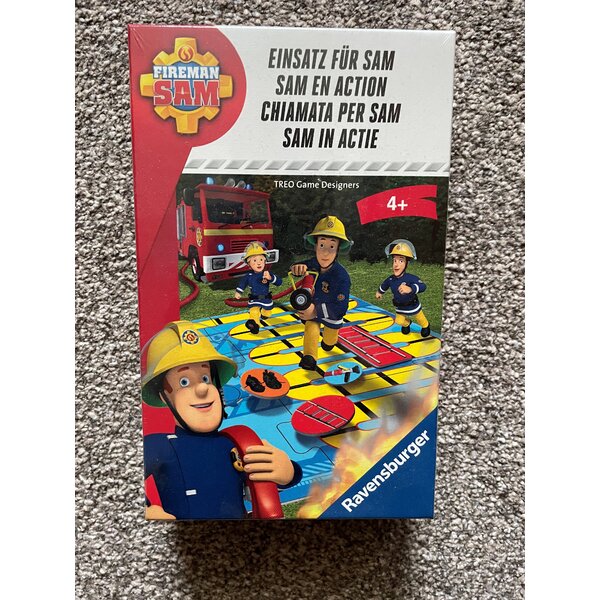 FIREMAN
SAM
EINSATZ FÜR SAM
SAM EN ACTION
CHIAMATA PER SAM
SAM IN ACTIE
TREO Game Designers
4+
Ravensburger